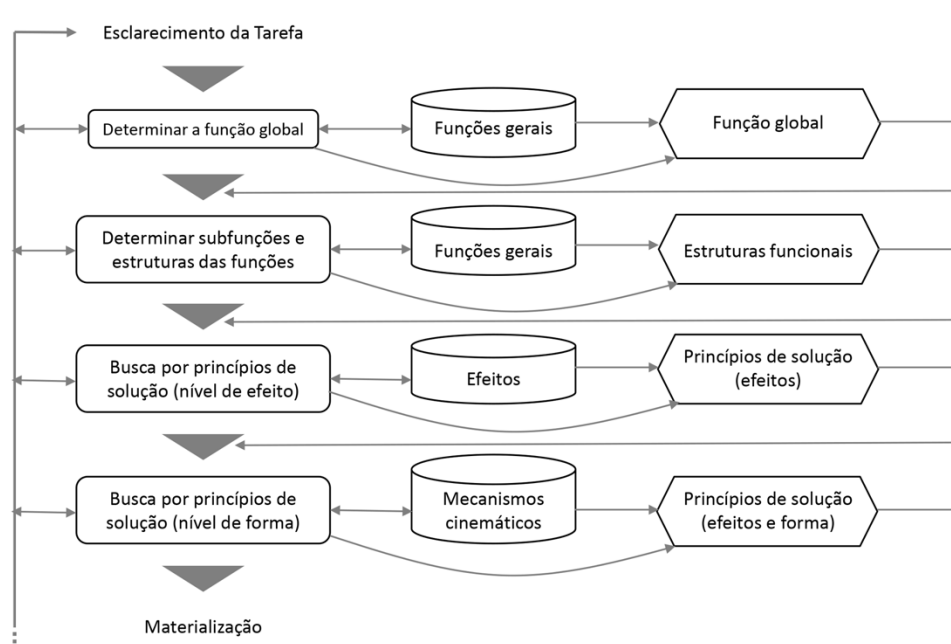 Esclarecimento da Tarefa
Determinar a função global
Funções gerais
Função global
Determinar subfunções e
estruturas das funções
Funções gerais
Estruturas funcionais
Busca por princípios de
solução (nível de efeito)
Efeitos
Princípios de solução
(efeitos)
Busca por princípios de
solução (nível de forma)
Mecanismos
cinemáticos
Princípios de solução
(efeitos e forma)
Materialização